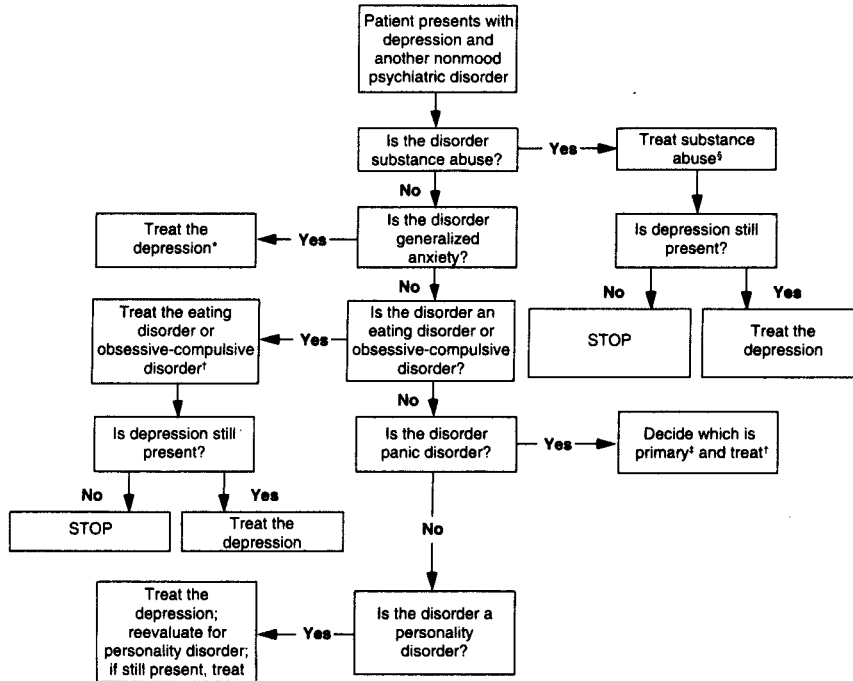 Patient presents with
depression and
another nonmood
psychiatric disorder
Is the disorder
substance abuse?
Yes
Treat substance
abuse§
No
Treat the
depression*
Yes
Is the disorder
generalized
anxiety?
Is depression still
present?
No
No
Yes
Treat the eating
disorder or
obsessive-compulsive
disorder†
Yes
Is the disorder an
eating disorder or
obsessive-compulsive
disorder?
STOP
Treat the
depression
No
Is depression still
present?
Is the disorder
panic disorder?
Yes
Decide which is
primary‡ and treat†
No
Yes
STOP
Treat the
depression
No
Treat the
depression;
reevaluate for
personality disorder;
if still present, treat
Yes
Is the disorder a
personality
disorder?